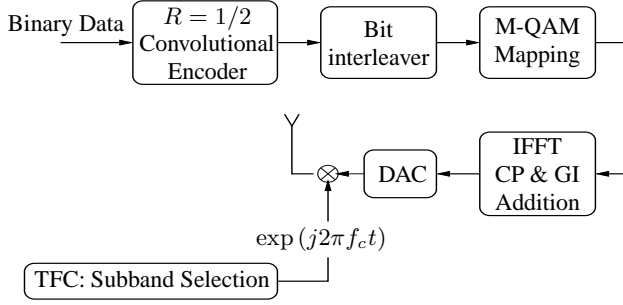 Binary Data
R = 1/2
Convolutional
Encoder
Bit
interleaver
M-QAM
Mapping
IFFT
CP & GI
Addition
DAC
exp (j2πf_c t)
TFC: Subband Selection